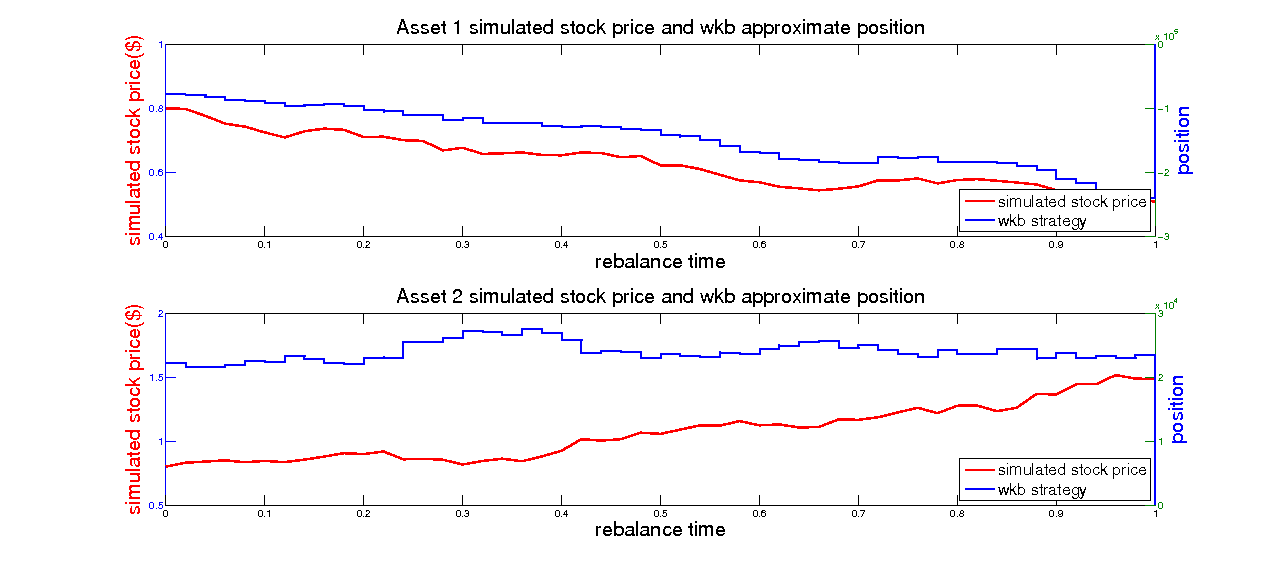 Asset 1 simulated stock price and wkb approximate position
x 10^5
simulated stock price($)
1
0.8
0.6
0.4
0
-1
-2
-3
position
0 0.1 0.2 0.3 0.4 0.5 0.6 0.7 0.8 0.9 1
rebalance time
simulated stock price
wkb strategy
Asset 2 simulated stock price and wkb approximate position
x 10^4
simulated stock price($)
2
1.5
1
0.5
3
2
1
0
position
0 0.1 0.2 0.3 0.4 0.5 0.6 0.7 0.8 0.9 1
rebalance time
simulated stock price
wkb strategy